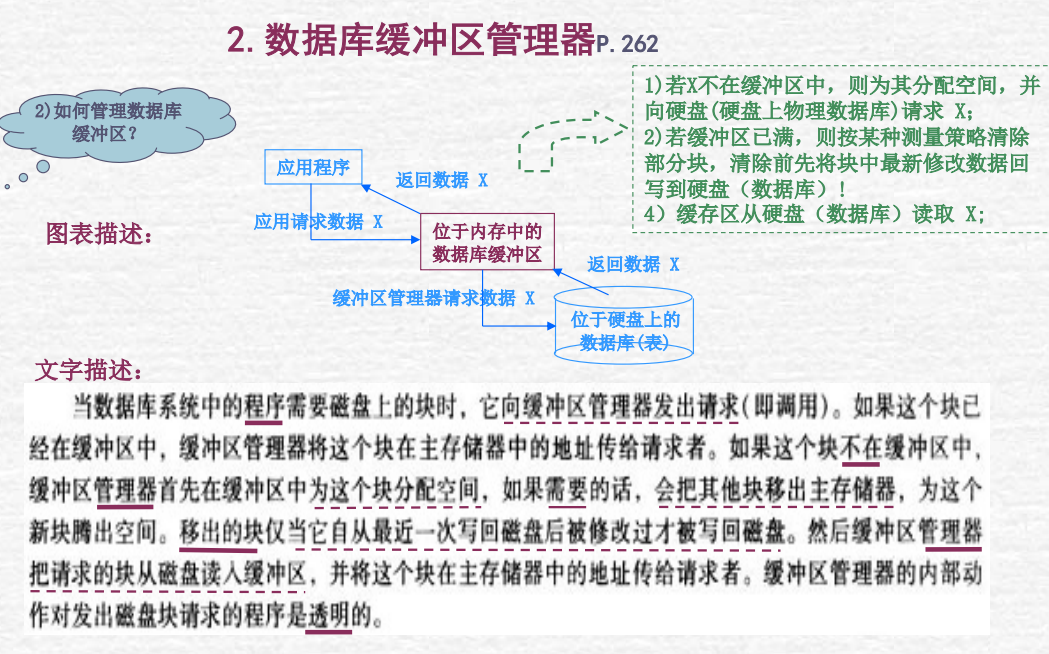 2. 数据库缓冲区管理器P.262
2)如何管理数据库
缓冲区？
1)若X不在缓冲区中，则为其分配空间，并
向硬盘(硬盘上物理数据库)请求 X;
2)若缓冲区已满，则按某种测量策略清除
部分块，清除前先将块中最新修改数据回
写到硬盘（数据库）！
4）缓存区从硬盘（数据库）读取 X;
应用程序
返回数据 X
应用请求数据 X
图表描述：
位于内存中的
数据库缓冲区
返回数据 X
缓冲区管理器请求数据 X
位于硬盘上的
数据库(表)
文字描述：
当数据库系统中的程序需要磁盘上的块时，它向缓冲区管理器发出请求(即调用)。如果这个块已
经在缓冲区中，缓冲区管理器将这个块在主存储器中的地址传给请求者。如果这个块不在缓冲区中，
缓冲区管理器首先在缓冲区中为这个块分配空间，如果需要的话，会把其他块移出主存储器，为这个
新块腾出空间。移出的块仅当它自从最近一次写回磁盘后被修改过才被写回磁盘。然后缓冲区管理器
把请求的块从磁盘读入缓冲区，并将这个块在主存储器中的地址传给请求者。缓冲区管理器的内部动
作对发出磁盘块请求的程序是透明的。